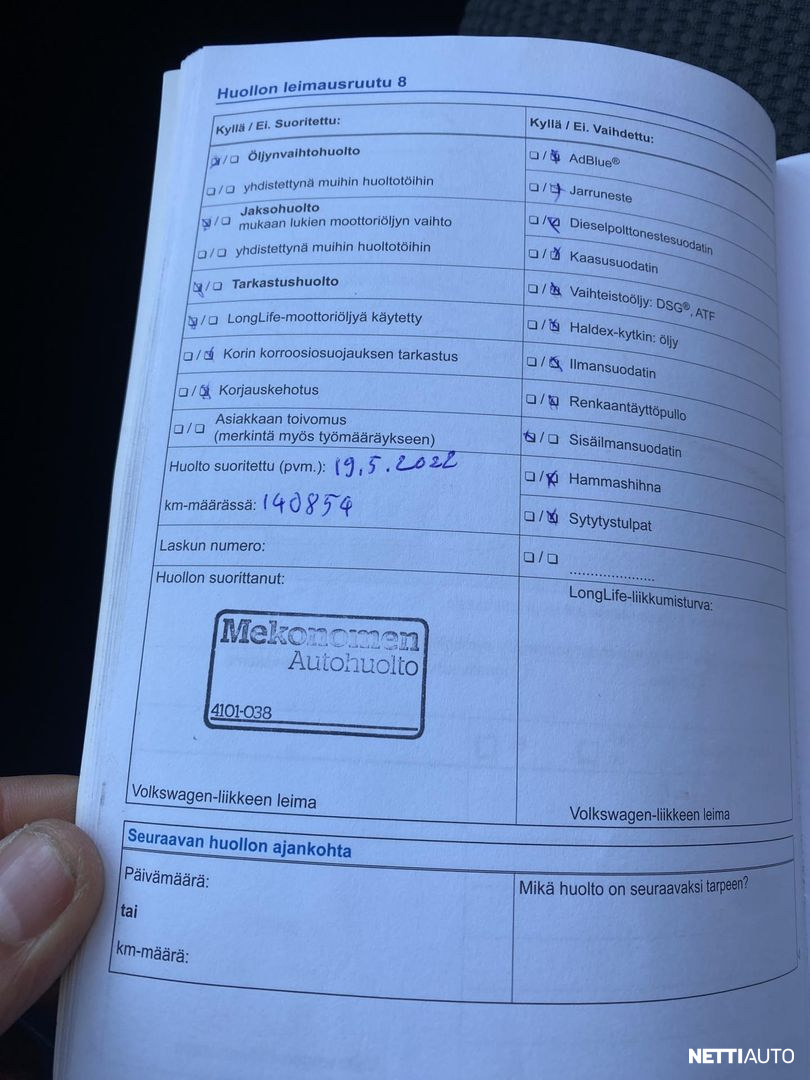 Huollon leimausruutu 8
Kyllä / Ei. Suoritettu:
☒/☐ Öljynvaihtohuolto
☐/☐ yhdistettynä muihin huoltotöihin
☒/☐ Jaksohuolto
mukaan lukien moottoriöljyn vaihto
☐/☐ yhdistettynä muihin huoltotöihin
☒/☐ Tarkastushuolto
☒/☐ LongLife-moottoriöljyä käytetty
☐/☒ Korin korroosiosuojauksen tarkastus
☐/☒ Korjauskehotus
☐/☐ Asiakkaan toivomus
(merkintä myös työmääräykseen)
Huolto suoritettu (pvm.): 19.5.2022
km-määrässä: 140854
Laskun numero:
Huollon suorittanut:
Mekonomen
Autohuolto
4101-038
Volkswagen-liikkeen leima
Kyllä / Ei. Vaihdettu:
☐/☒ AdBlue®
☐/☒ Jarruneste
☐/☒ Dieselpolttonestesuodatin
☐/☒ Kaasusuodatin
☐/☒ Vaihteistoöljy: DSG®, ATF
☐/☒ Haldex-kytkin: öljy
☐/☒ Ilmansuodatin
☐/☒ Renkaantäyttöpullo
☒/☐ Sisäilmansuodatin
☐/☒ Hammashihna
☐/☒ Sytytystulpat
☐/☐ .....................
LongLife-liikkumisturva:
Volkswagen-liikkeen leima
Seuraavan huollon ajankohta
Päivämäärä:
tai
km-määrä:
Mikä huolto on seuraavaksi tarpeen?
NETTIAUTO